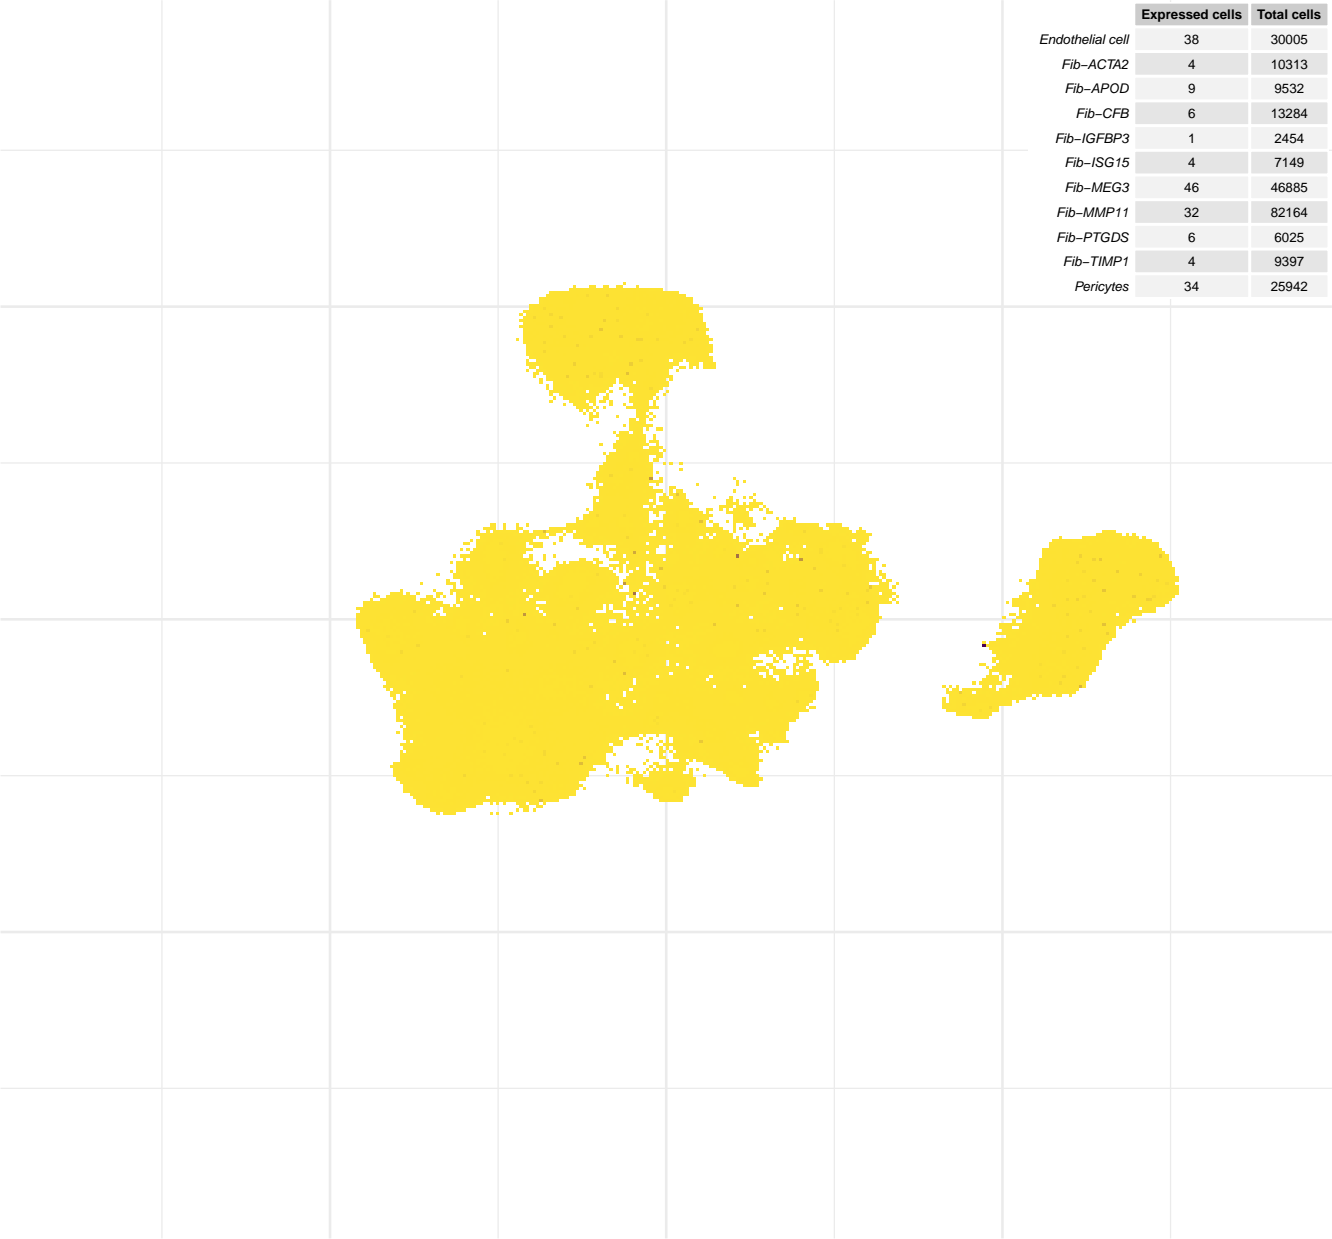 Expressed cells Total cells
Endothelial cell 38 30005
Fib−ACTA2 4 10313
Fib−APOD 9 9532
Fib−CFB 6 13284
Fib−IGFBP3 1 2454
Fib−ISG15 4 7149
Fib−MEG3 46 46885
Fib−MMP11 32 82164
Fib−PTGDS 6 6025
Fib−TIMP1 4 9397
Pericytes 34 25942